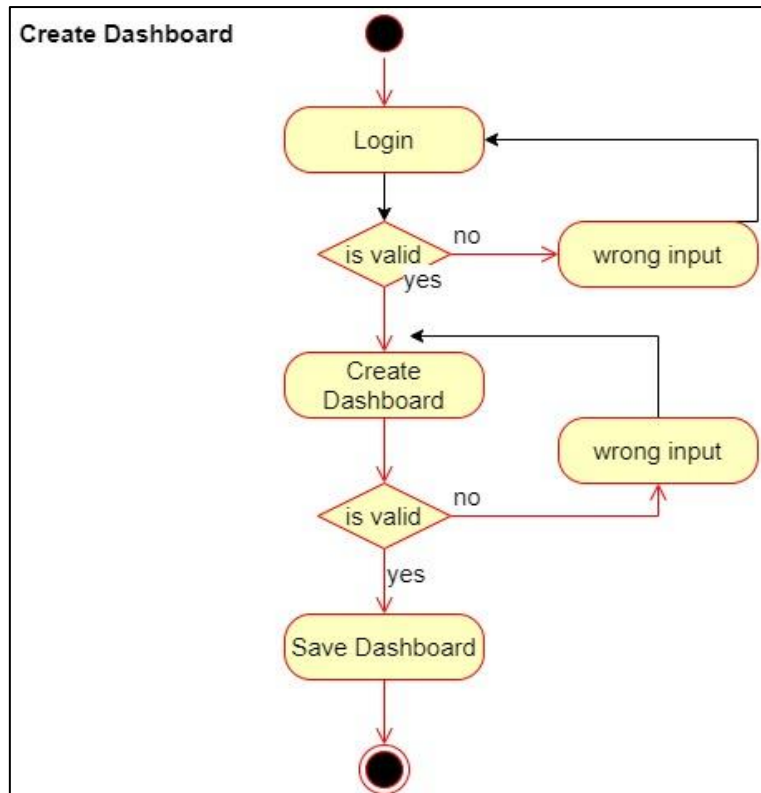 Create Dashboard
Login
is valid
no
wrong input
yes
Create
Dashboard
wrong input
is valid
no
yes
Save Dashboard